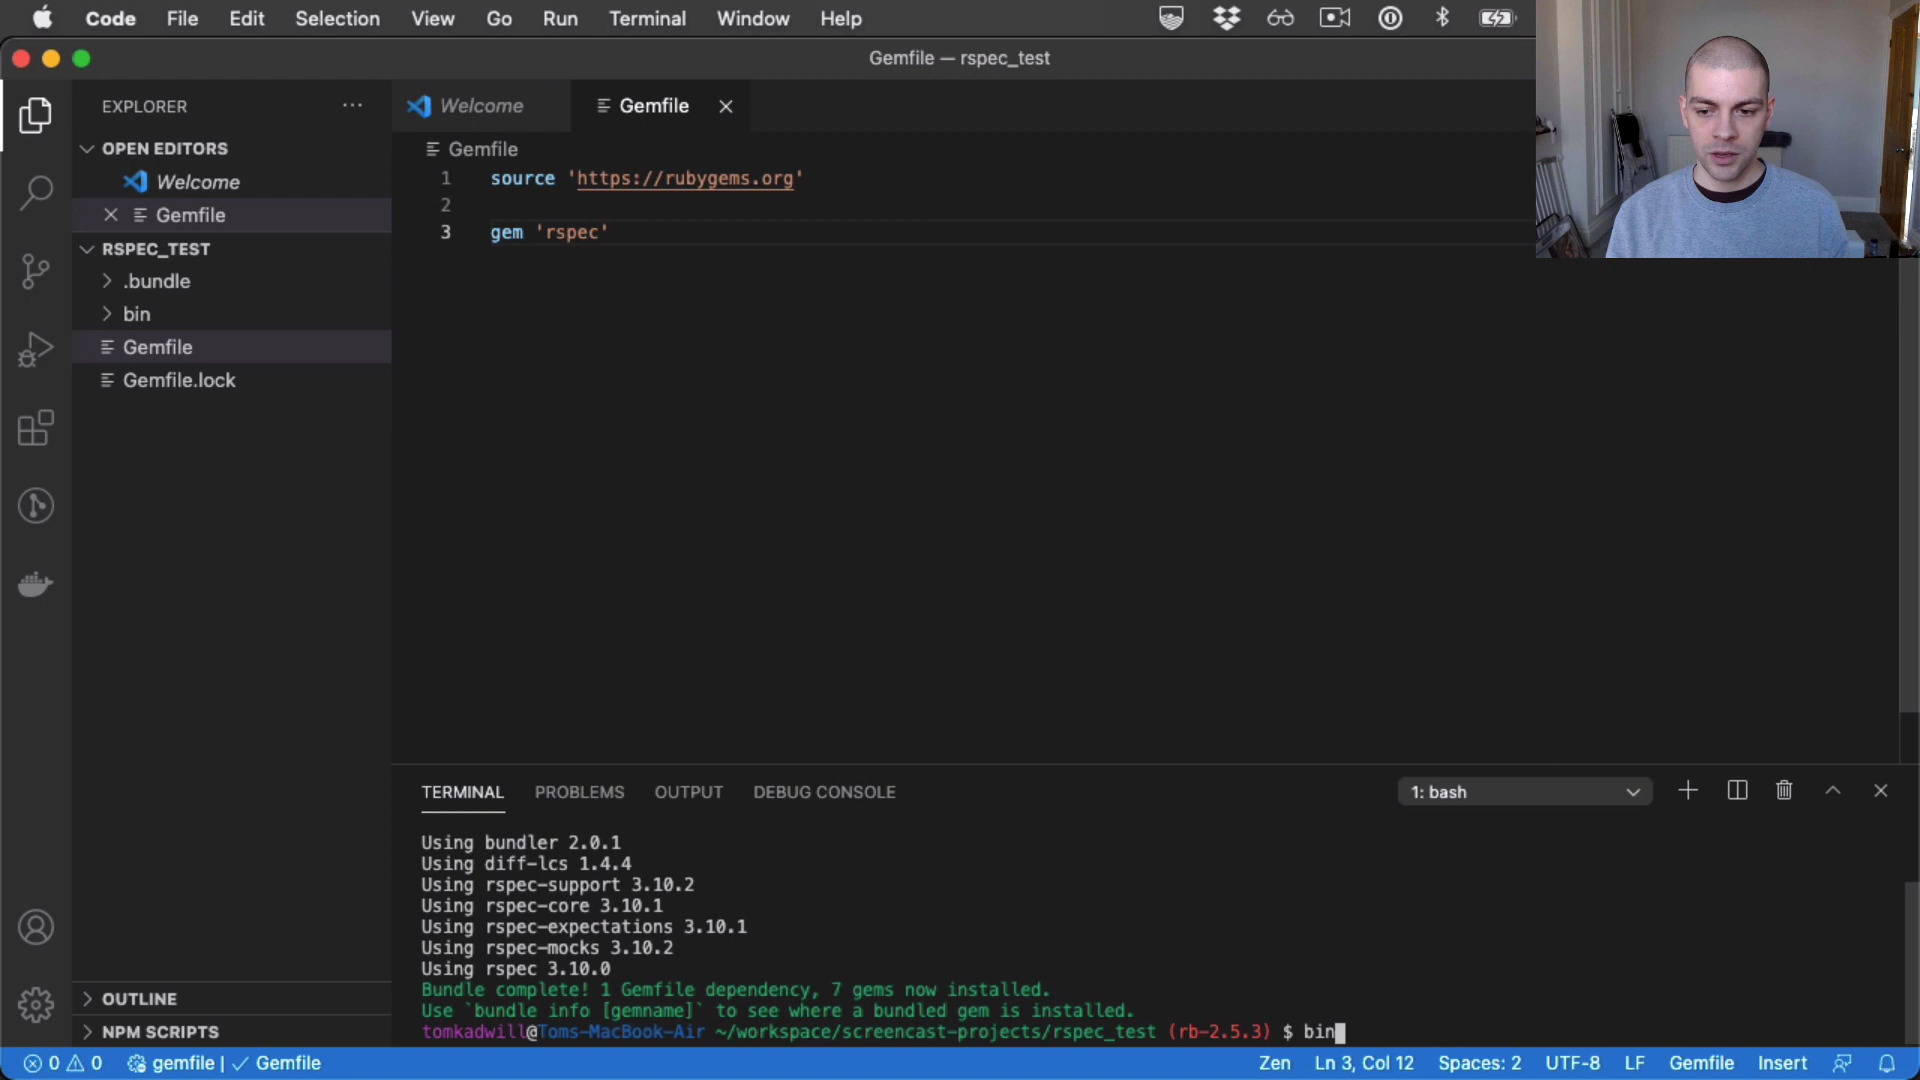 Code File Edit Selection View Go Run Terminal Window Help
Gemfile — rspec_test
EXPLORER
Welcome
Gemfile
OPEN EDITORS
Welcome
Gemfile
RSPEC_TEST
.bundle
bin
Gemfile
Gemfile.lock
OUTLINE
NPM SCRIPTS
Gemfile
1 source 'https://rubygems.org'
2
3 gem 'rspec'
TERMINAL PROBLEMS OUTPUT DEBUG CONSOLE
1: bash
Using bundler 2.0.1
Using diff-lcs 1.4.4
Using rspec-support 3.10.2
Using rspec-core 3.10.1
Using rspec-expectations 3.10.1
Using rspec-mocks 3.10.2
Using rspec 3.10.0
Bundle complete! 1 Gemfile dependency, 7 gems now installed.
Use `bundle info [gemname]` to see where a bundled gem is installed.
tomkadwill@Toms-MacBook-Air ~/workspace/screencast-projects/rspec_test (rb-2.5.3) $ bin
0 0 gemfile | ✓ Gemfile Zen Ln 3, Col 12 Spaces: 2 UTF-8 LF Gemfile Insert